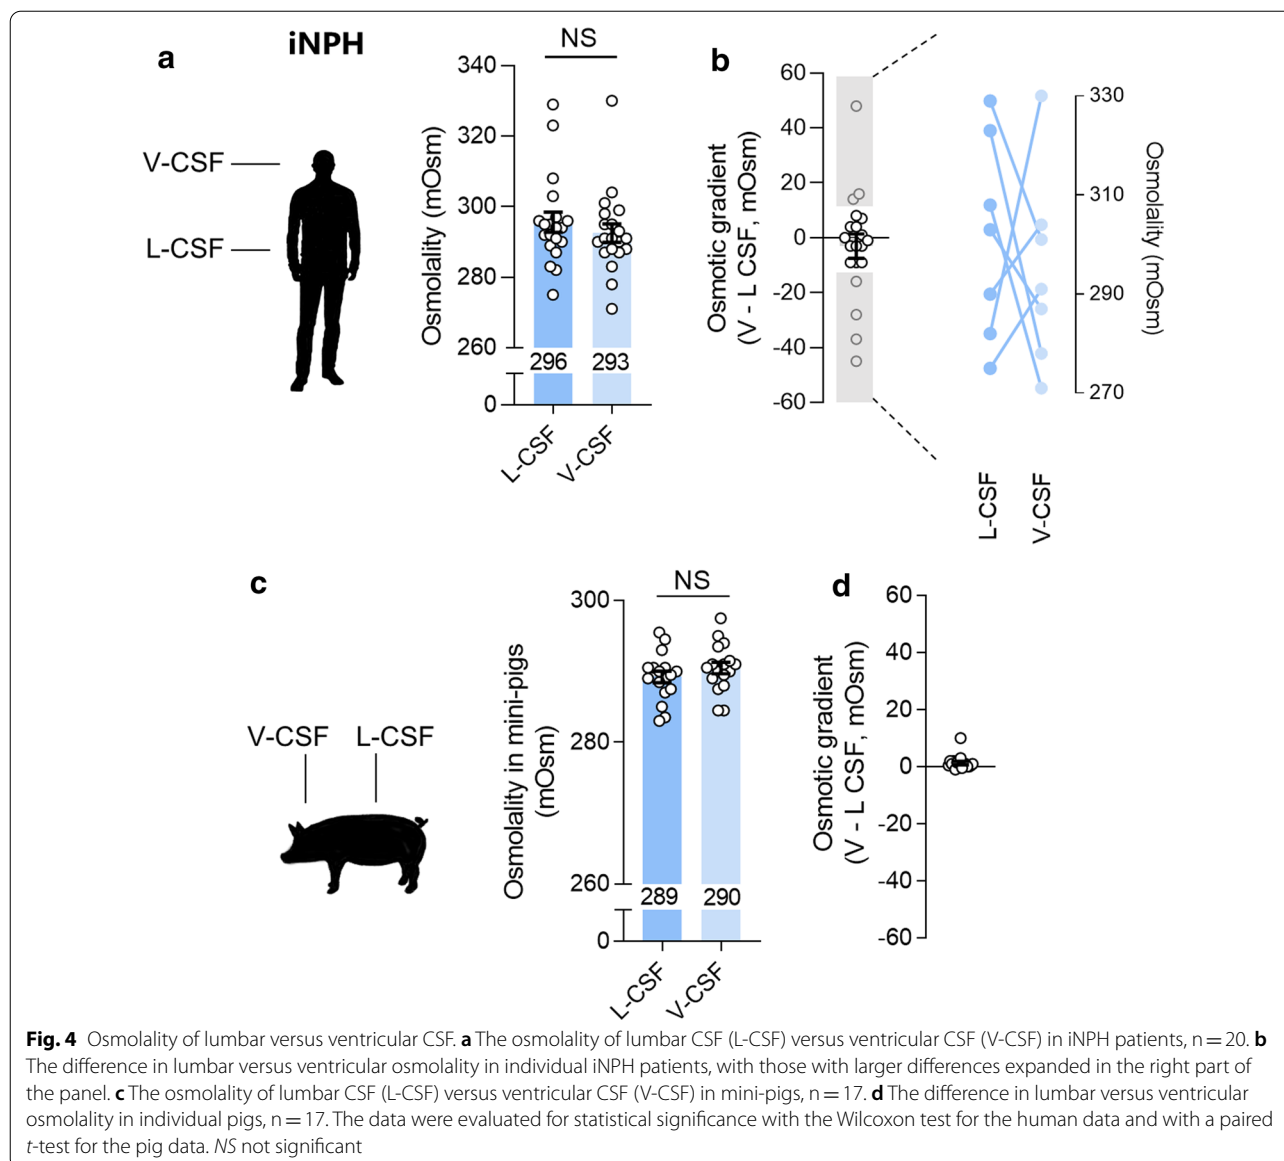 a
iNPH
V-CSF
L-CSF
NS
Osmolality (mOsm)
340
320
300
280
260
0
296
293
L-CSF
V-CSF
b
Osmotic gradient
(V - L CSF, mOsm)
60
40
20
0
-20
-40
-60
330
310
290
270
Osmolality (mOsm)
L-CSF
V-CSF
c
V-CSF
L-CSF
NS
Osmolality in mini-pigs
(mOsm)
300
280
260
0
289
290
L-CSF
V-CSF
d
Osmotic gradient
(V - L CSF, mOsm)
60
40
20
0
-20
-40
-60
Fig. 4 Osmolality of lumbar versus ventricular CSF. a The osmolality of lumbar CSF (L-CSF) versus ventricular CSF (V-CSF) in iNPH patients, n = 20. b
The difference in lumbar versus ventricular osmolality in individual iNPH patients, with those with larger differences expanded in the right part of
the panel. c The osmolality of lumbar CSF (L-CSF) versus ventricular CSF (V-CSF) in mini-pigs, n = 17. d The difference in lumbar versus ventricular
osmolality in individual pigs, n = 17. The data were evaluated for statistical significance with the Wilcoxon test for the human data and with a paired
t-test for the pig data. NS not significant